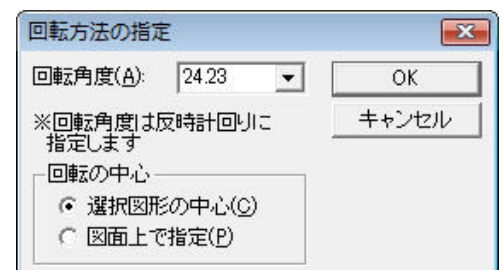 回転方法の指定
回転角度(A): 24.23
OK
※回転角度は反時計回りに
指定します
キャンセル
回転の中心
選択図形の中心(C)
図面上で指定(P)